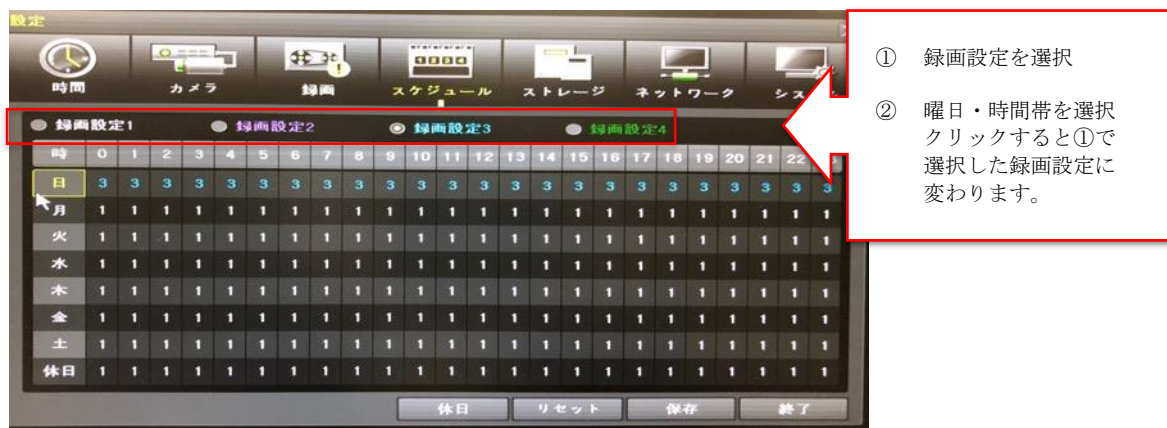 設定
時間 カメラ 録画 スケジュール ストレージ ネットワーク
録画設定1 録画設定2 録画設定3 録画設定4
時 0 1 2 3 4 5 6 7 8 9 10 11 12 13 14 15 16 17 18 19 20 21 22
日 3 3 3 3 3 3 3 3 3 3 3 3 3 3 3 3 3 3 3 3 3 3 3 3
月 1 1 1 1 1 1 1 1 1 1 1 1 1 1 1 1 1 1 1 1 1 1 1 1
火 1 1 1 1 1 1 1 1 1 1 1 1 1 1 1 1 1 1 1 1 1 1 1 1
水 1 1 1 1 1 1 1 1 1 1 1 1 1 1 1 1 1 1 1 1 1 1 1 1
木 1 1 1 1 1 1 1 1 1 1 1 1 1 1 1 1 1 1 1 1 1 1 1 1
金 1 1 1 1 1 1 1 1 1 1 1 1 1 1 1 1 1 1 1 1 1 1 1 1
土 1 1 1 1 1 1 1 1 1 1 1 1 1 1 1 1 1 1 1 1 1 1 1 1
休日 1 1 1 1 1 1 1 1 1 1 1 1 1 1 1 1 1 1 1 1 1 1 1 1
休日 リセット 保存 終了
① 録画設定を選択
② 曜日・時間帯を選択
クリックすると①で
選択した録画設定に
変わります。